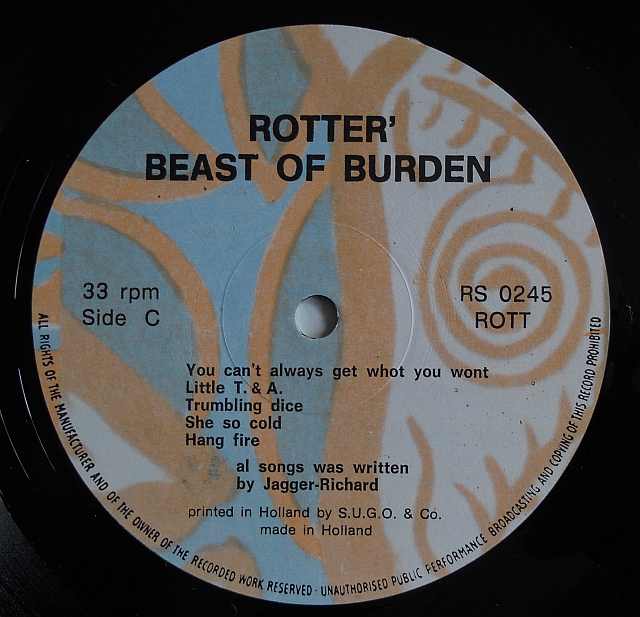 ROTTER'
BEAST OF BURDEN
33 rpm
Side C
RS 0245
ROTT
You can't always get whot you wont
Little T. & A.
Trumbling dice
She so cold
Hang fire
al songs was written
by Jagger-Richard
printed in Holland by S.U.G.O. & Co.
made in Holland
ALL RIGHTS OF THE MANUFACTURER AND OF THE OWNER OF THE RECORDED WORK RESERVED - UNAUTHORISED PUBLIC PERFORMANCE BROADCASTING AND COPYING OF THIS RECORD PROHIBITED